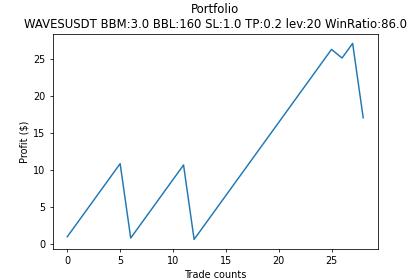 Portfolio
WAVESUSDT BBM:3.0 BBL:160 SL:1.0 TP:0.2 lev:20 WinRatio:86.0
Profit ($)
25
20
15
10
5
0
0 5 10 15 20 25
Trade counts